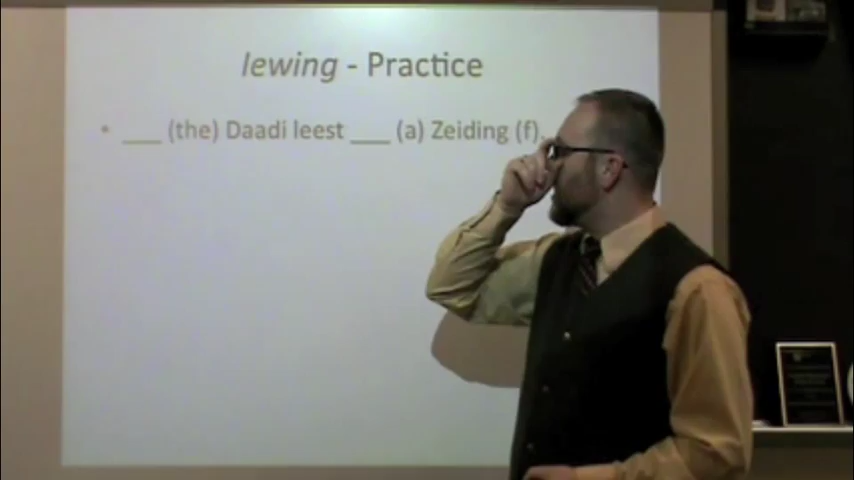 lewing - Practice
• ___ (the) Daadi leest ___ (a) Zeiding (f).